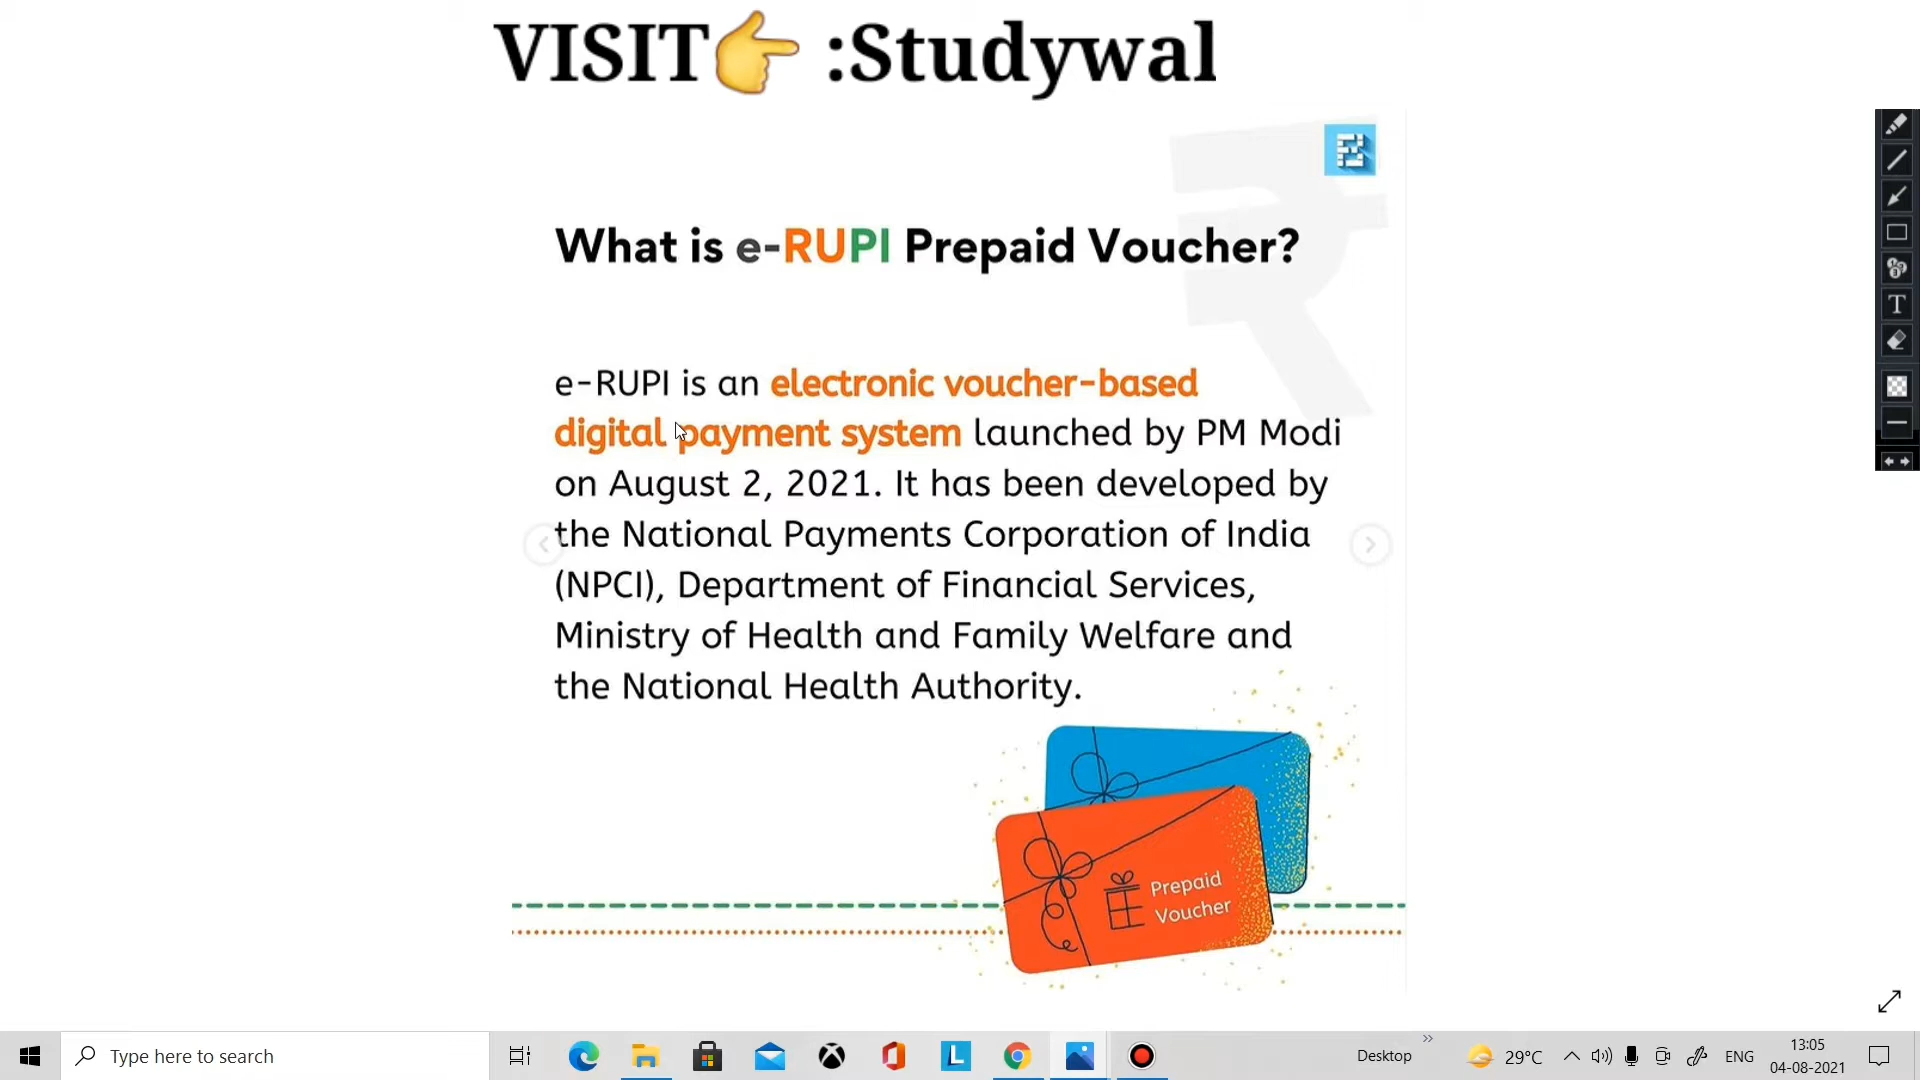 VISIT👉 :Studywal
What is e-RUPI Prepaid Voucher?
e-RUPI is an electronic voucher-based
digital payment system launched by PM Modi
on August 2, 2021. It has been developed by
the National Payments Corporation of India
(NPCI), Department of Financial Services,
Ministry of Health and Family Welfare and
the National Health Authority.
Prepaid
Voucher
Type here to search
Desktop
29°C
ENG
13:05
04-08-2021